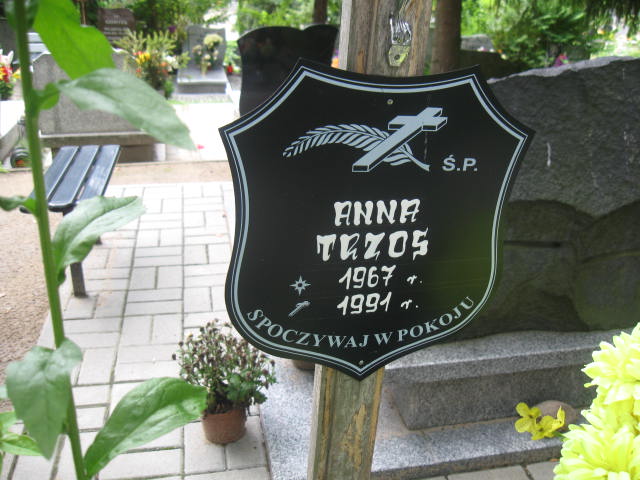 Ś.P.
ANNA
TRZOS
1967 r.
1991 r.
SPOCZYWAJ W POKOJU